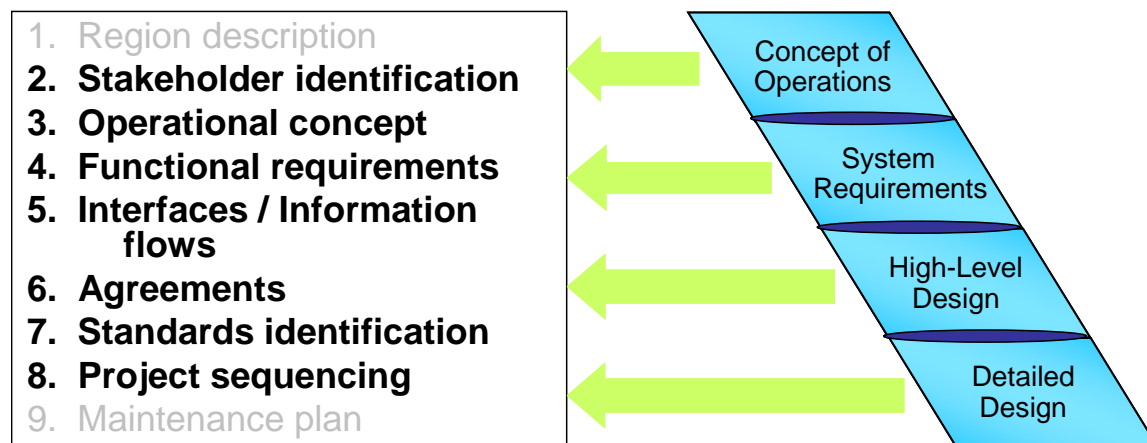 1. Region description
2. Stakeholder identification
3. Operational concept
4. Functional requirements
5. Interfaces / Information
flows
6. Agreements
7. Standards identification
8. Project sequencing
9. Maintenance plan
Concept of
Operations
System
Requirements
High-Level
Design
Detailed
Design